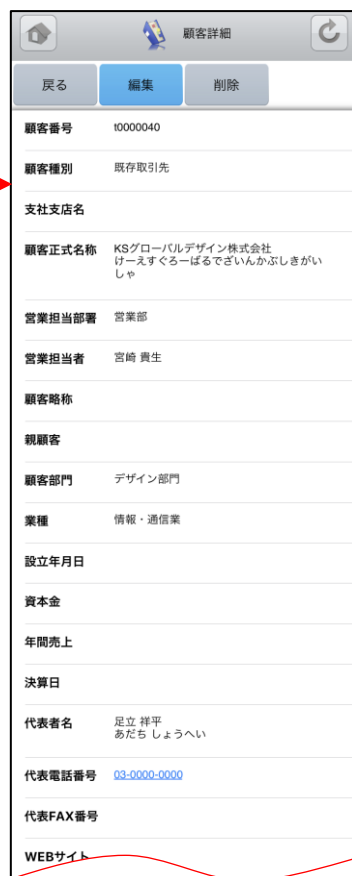 顧客詳細
戻る 編集 削除
顧客番号 t0000040
顧客種別 既存取引先
支社支店名
顧客正式名称 KSグローバルデザイン株式会社
けーえすぐろーばるでざいんかぶしきがい
しゃ
営業担当部署 営業部
営業担当者 宮崎 貴生
顧客略称
親顧客
顧客部門 デザイン部門
業種 情報・通信業
設立年月日
資本金
年間売上
決算日
代表者名 足立 祥平
あだち しょうへい
代表電話番号 03-0000-0000
代表FAX番号
WEBサイト